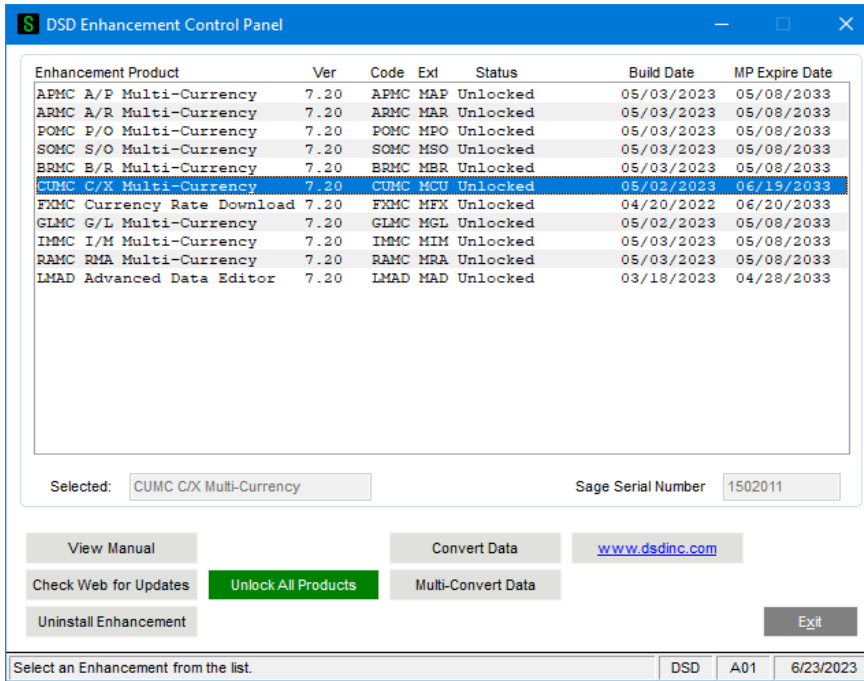 DSD Enhancement Control Panel
Enhancement Product Ver Code Ext Status Build Date MP Expire Date
APMC A/P Multi-Currency 7.20 APMC MAP Unlocked 05/03/2023 05/08/2033
ARMC A/R Multi-Currency 7.20 ARMC MAR Unlocked 05/03/2023 05/08/2033
POMC P/O Multi-Currency 7.20 POMC MPO Unlocked 05/03/2023 05/08/2033
SOMC S/O Multi-Currency 7.20 SOMC MSO Unlocked 05/03/2023 05/08/2033
BRMC B/R Multi-Currency 7.20 BRMC MBR Unlocked 05/03/2023 05/08/2033
CUMC C/X Multi-Currency 7.20 CUMC MCU Unlocked 05/02/2023 06/19/2033
FXMC Currency Rate Download 7.20 FXMC MFX Unlocked 04/20/2022 06/20/2033
GLMC G/L Multi-Currency 7.20 GLMC MGL Unlocked 05/02/2023 05/08/2033
IMMC I/M Multi-Currency 7.20 IMMC MIM Unlocked 05/03/2023 05/08/2033
RAMC RMA Multi-Currency 7.20 RAMC MRA Unlocked 05/03/2023 05/08/2033
LMAD Advanced Data Editor 7.20 LMAD MAD Unlocked 03/18/2023 04/28/2033
Selected: CUMC C/X Multi-Currency Sage Serial Number 1502011
View Manual Convert Data www.dsdinc.com
Check Web for Updates Unlock All Products Multi-Convert Data
Uninstall Enhancement Exit
Select an Enhancement from the list. DSD A01 6/23/2023